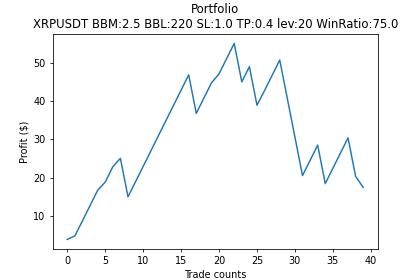 Portfolio
XRPUSDT BBM:2.5 BBL:220 SL:1.0 TP:0.4 lev:20 WinRatio:75.0
50
40
30
20
10
Profit ($)
0 5 10 15 20 25 30 35 40
Trade counts